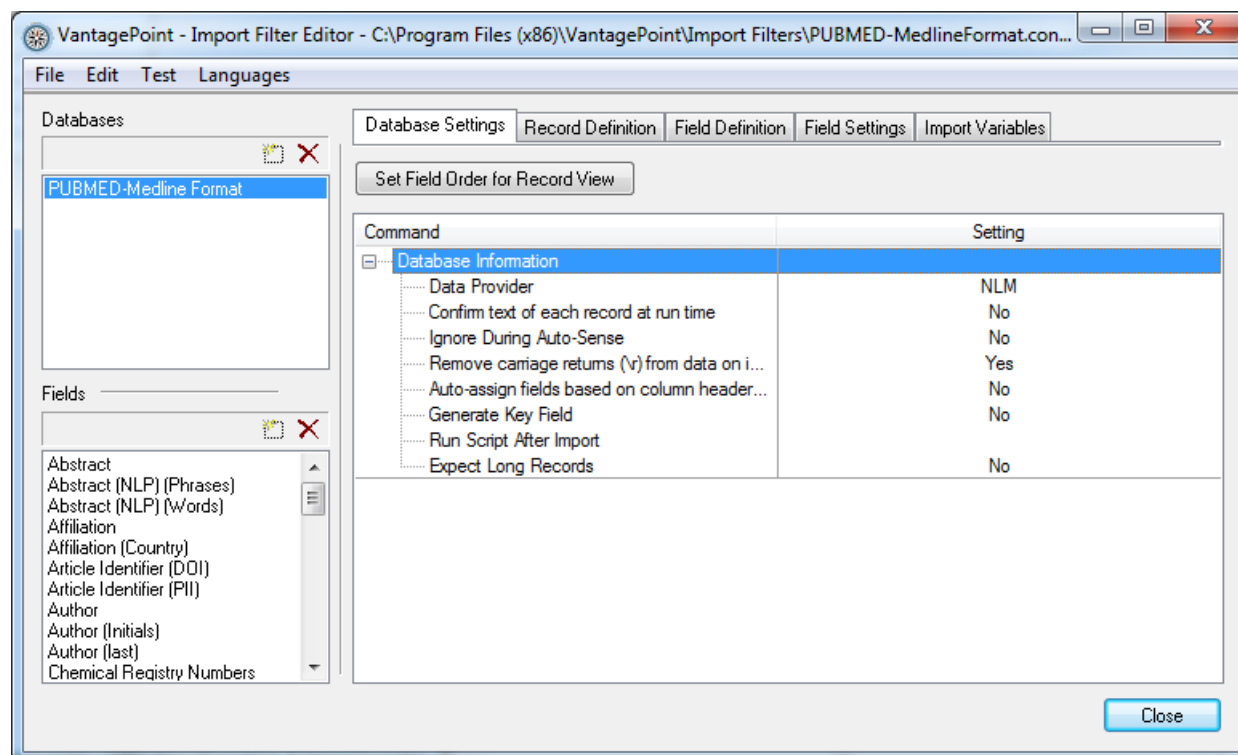 VantagePoint - Import Filter Editor - C:\Program Files (x86)\VantagePoint\Import Filters\PUBMED-MedlineFormat.con...
File Edit Test Languages
Databases
PUBMED-Medline Format
Fields
Abstract
Abstract (NLP) (Phrases)
Abstract (NLP) (Words)
Affiliation
Affiliation (Country)
Article Identifier (DOI)
Article Identifier (PII)
Author
Author (Initials)
Author (last)
Chemical Registry Numbers
Database Settings Record Definition Field Definition Field Settings Import Variables
Set Field Order for Record View
Command Setting
Database Information
Data Provider NLM
Confirm text of each record at run time No
Ignore During Auto-Sense No
Remove carriage returns (\r) from data on i... Yes
Auto-assign fields based on column header... No
Generate Key Field No
Run Script After Import
Expect Long Records No
Close